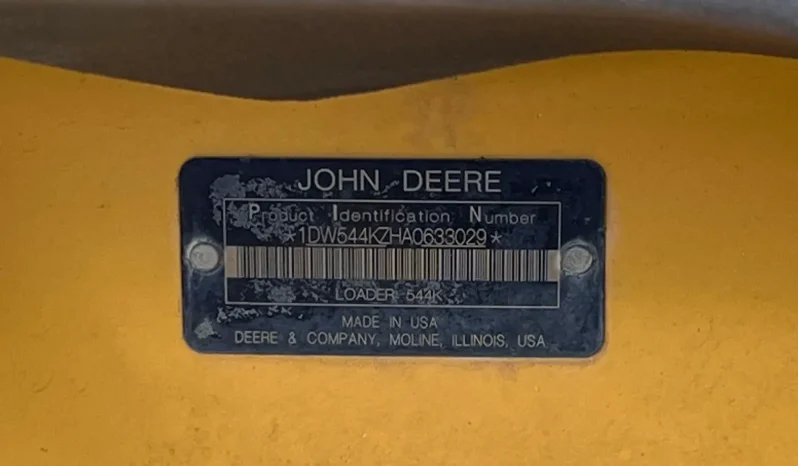 JOHN DEERE
Product Identification Number
*1DW544KZHA0633029*
LOADER 544K
MADE IN USA
DEERE & COMPANY, MOLINE, ILLINOIS, USA